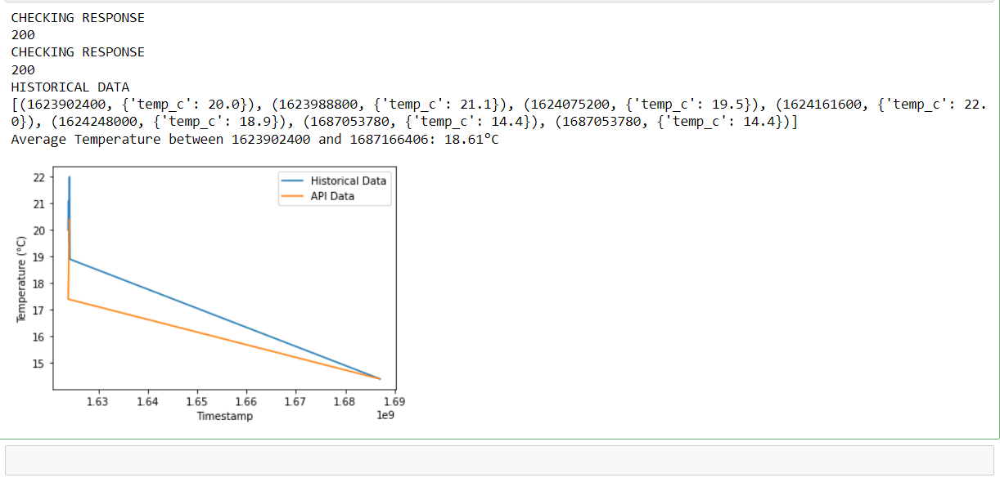 CHECKING RESPONSE
200
CHECKING RESPONSE
200
HISTORICAL DATA
[(1623902400, {'temp_c': 20.0}), (1623988800, {'temp_c': 21.1}), (1624075200, {'temp_c': 19.5}), (1624161600, {'temp_c': 22.
0}), (1624248000, {'temp_c': 18.9}), (1687053780, {'temp_c': 14.4}), (1687053780, {'temp_c': 14.4})]
Average Temperature between 1623902400 and 1687166406: 18.61°C
Historical Data
API Data
Temperature (°C)
22
21
20
19
18
17
16
15
1.63 1.64 1.65 1.66 1.67 1.68 1.69
Timestamp
1e9